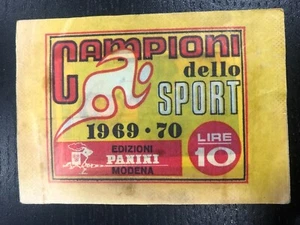 CAMPIONI
dello
SPORT
1969·70
EDIZIONI
PANINI
MODENA
LIRE
10